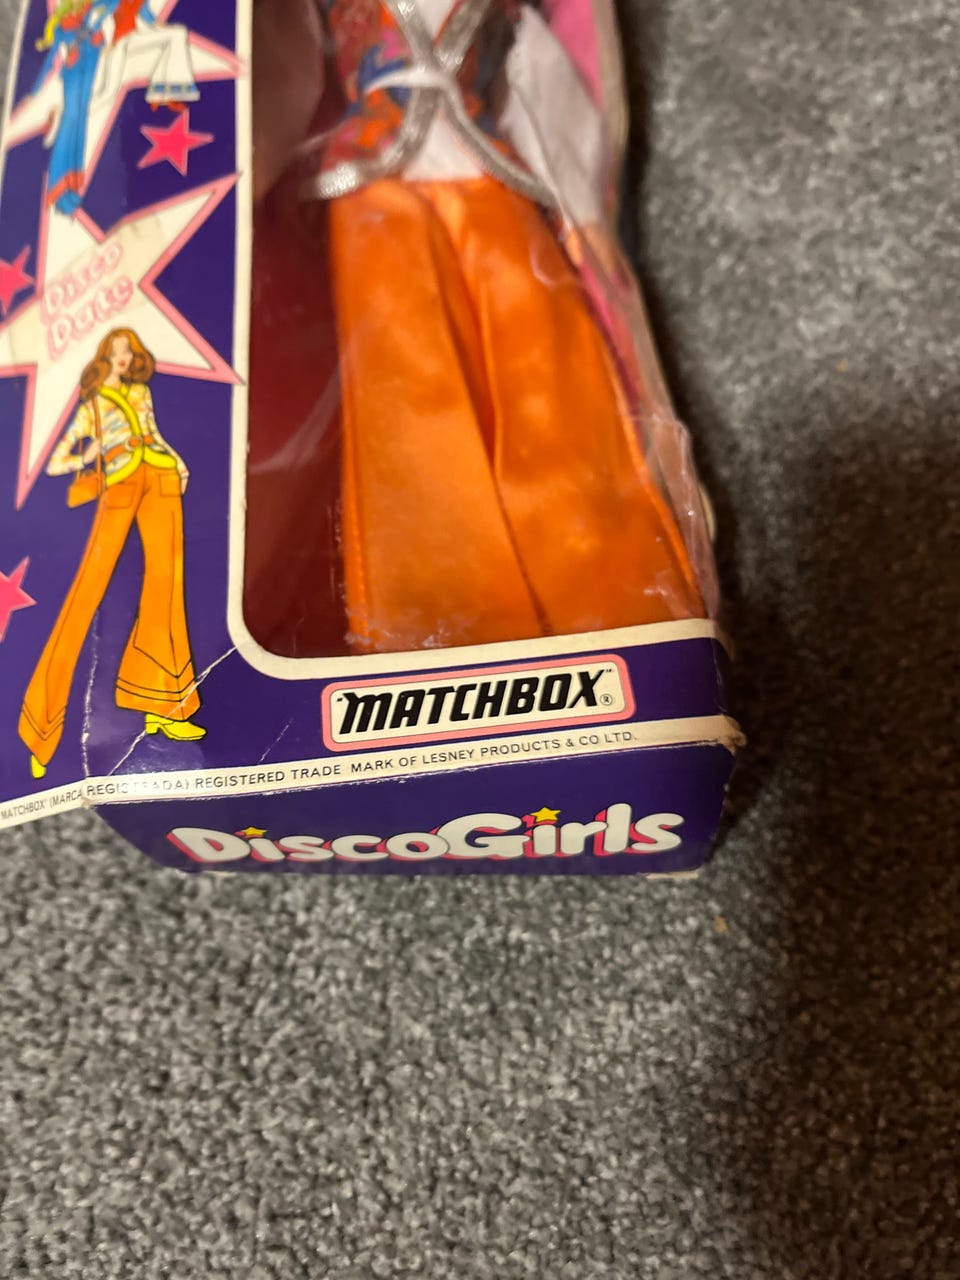 Disco
Date
"MATCHBOX"®
MATCHBOX" (MARCA REGISTRADA) REGISTERED TRADE MARK OF LESNEY PRODUCTS & CO LTD.
DiscoGirls